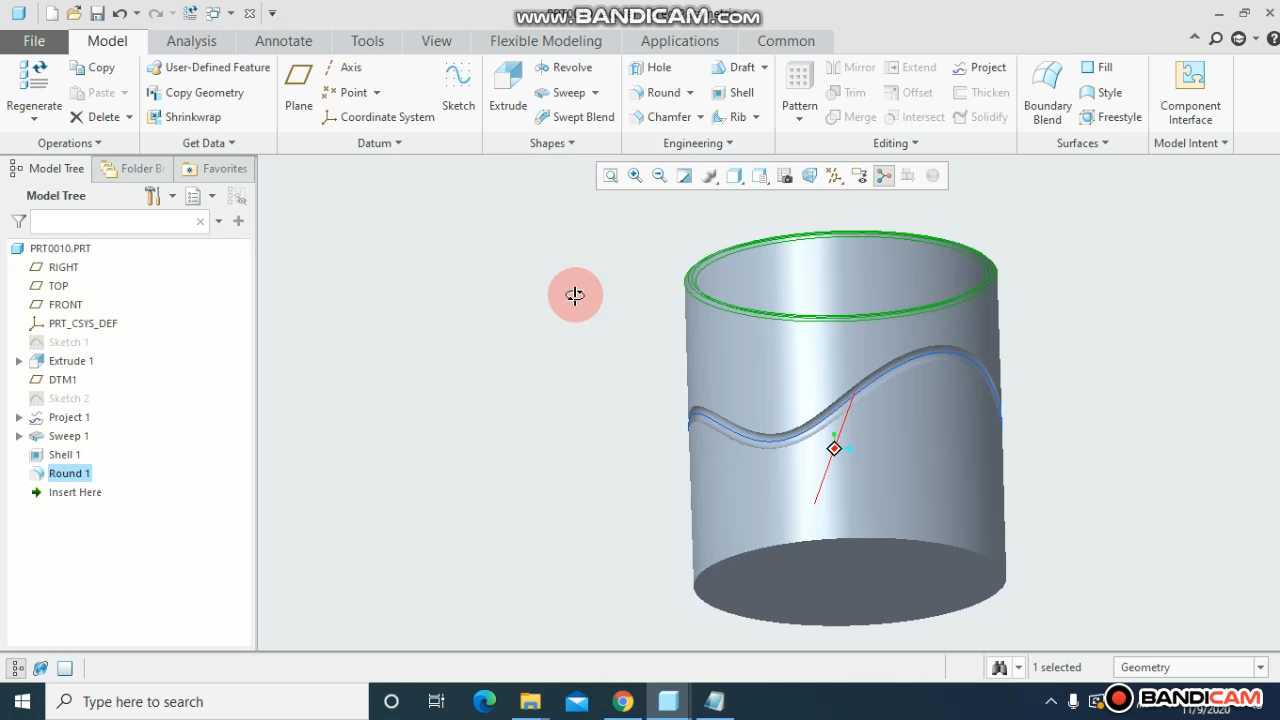 PRT0
www.BANDICAM.com
File Model Analysis Annotate Tools View Flexible Modeling Applications Common
Regenerate
Copy
Paste
Delete
Operations
User-Defined Feature
Copy Geometry
Shrinkwrap
Get Data
Plane
Axis
Point
Coordinate System
Sketch
Datum
Extrude
Revolve
Sweep
Swept Blend
Shapes
Hole
Draft
Round
Shell
Chamfer
Rib
Engineering
Pattern
Mirror
Extend
Project
Trim
Offset
Thicken
Merge
Intersect
Solidify
Editing
Boundary
Blend
Fill
Style
Freestyle
Surfaces
Component
Interface
Model Intent
Model Tree Folder Br Favorites
Model Tree
PRT0010.PRT
RIGHT
TOP
FRONT
PRT_CSYS_DEF
Sketch 1
Extrude 1
DTM1
Sketch 2
Project 1
Sweep 1
Shell 1
Round 1
Insert Here
1 selected
Geometry
Type here to search
BANDICAM
11/9/2020